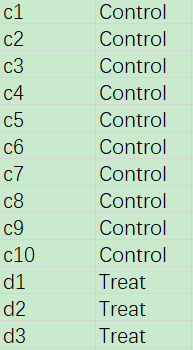 c1 Control
c2 Control
c3 Control
c4 Control
c5 Control
c6 Control
c7 Control
c8 Control
c9 Control
c10 Control
d1 Treat
d2 Treat
d3 Treat